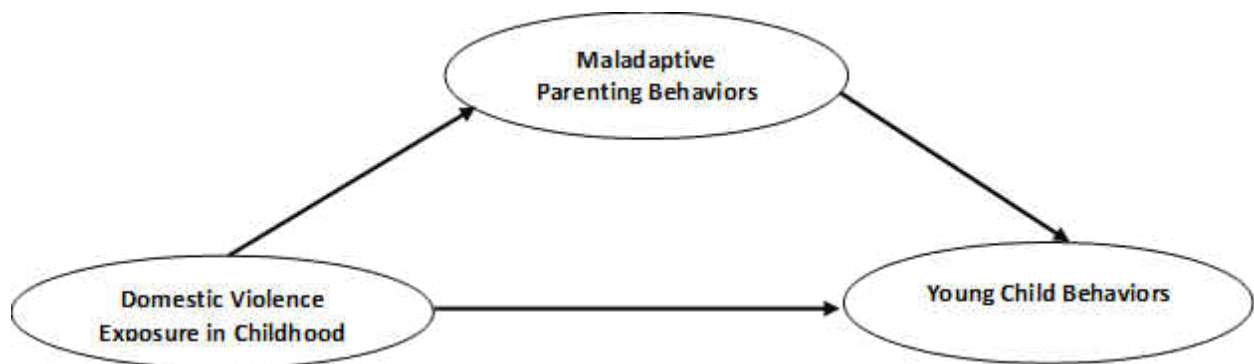 Maladaptive
Parenting Behaviors
Domestic Violence
Exposure in Childhood
Young Child Behaviors